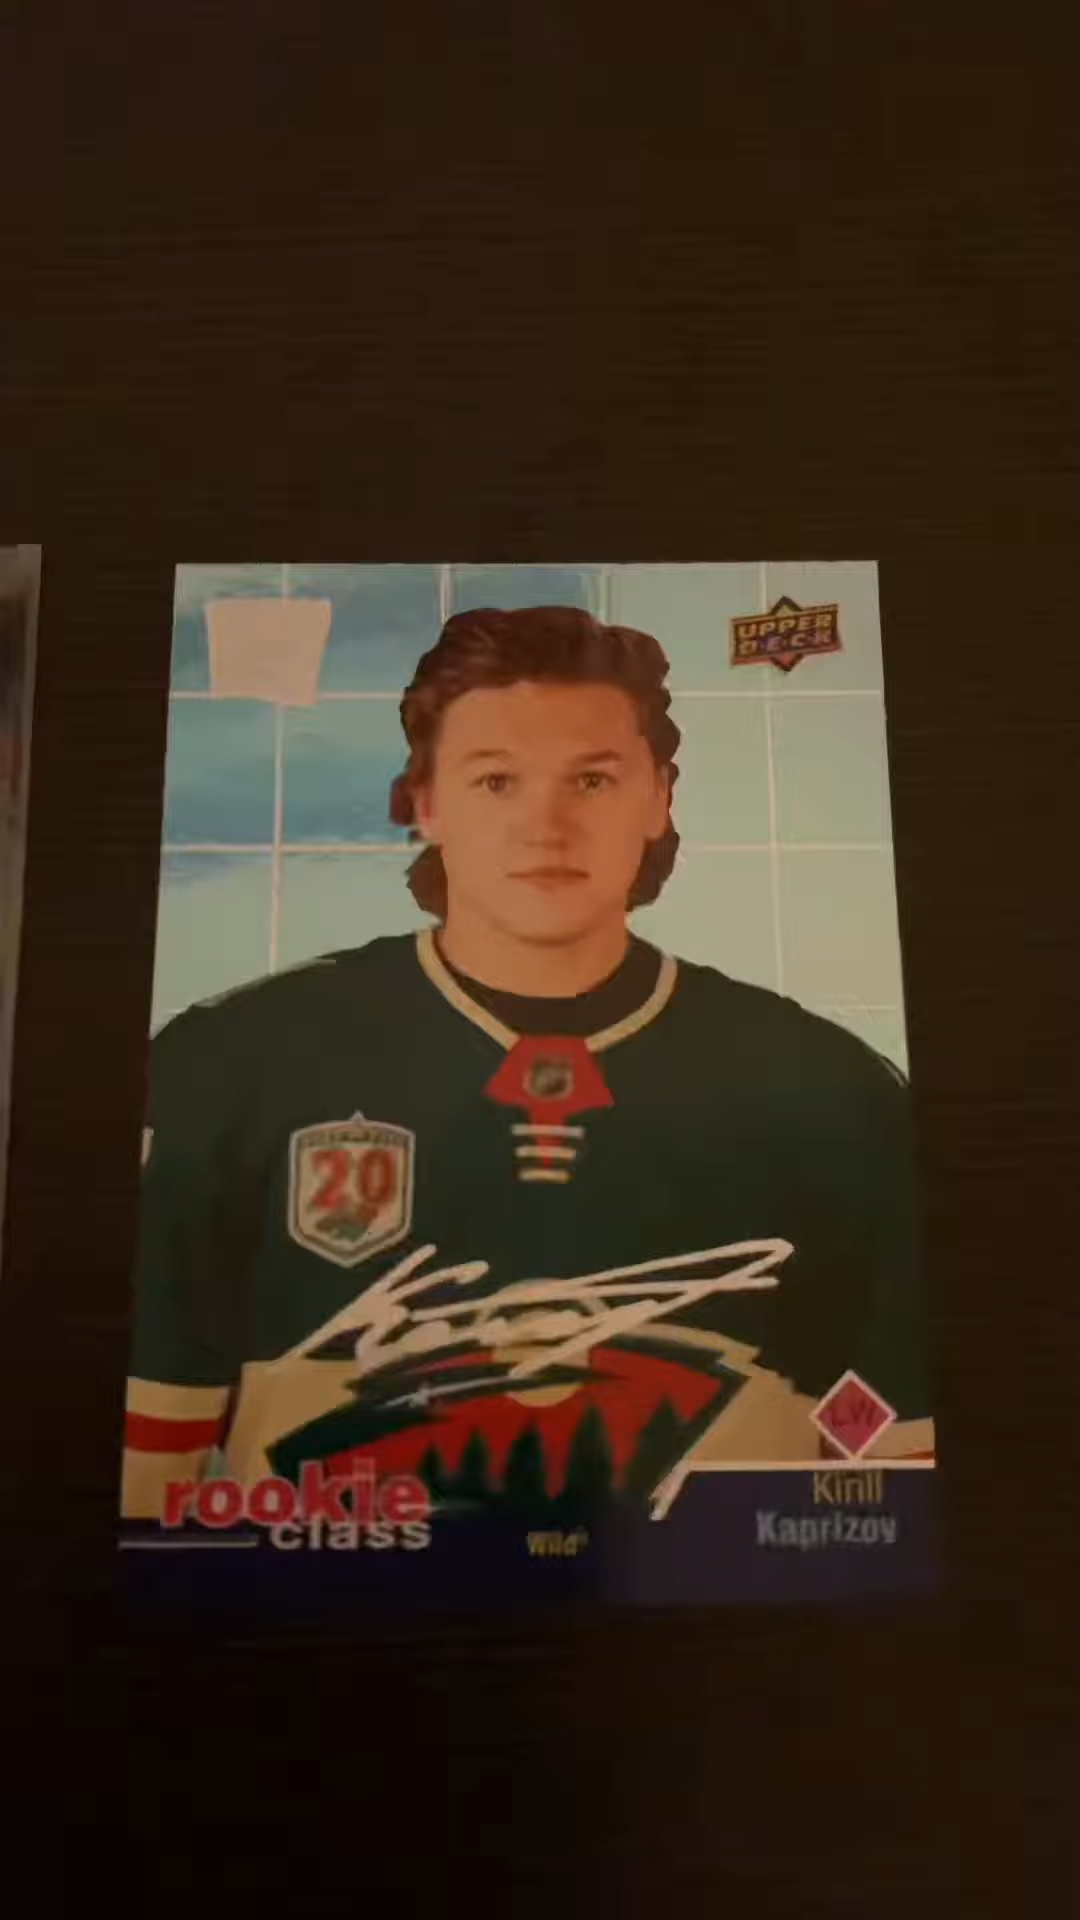 UPPER
DECK
20
LW
rookie
class
Wild®
Kirill
Kaprizov